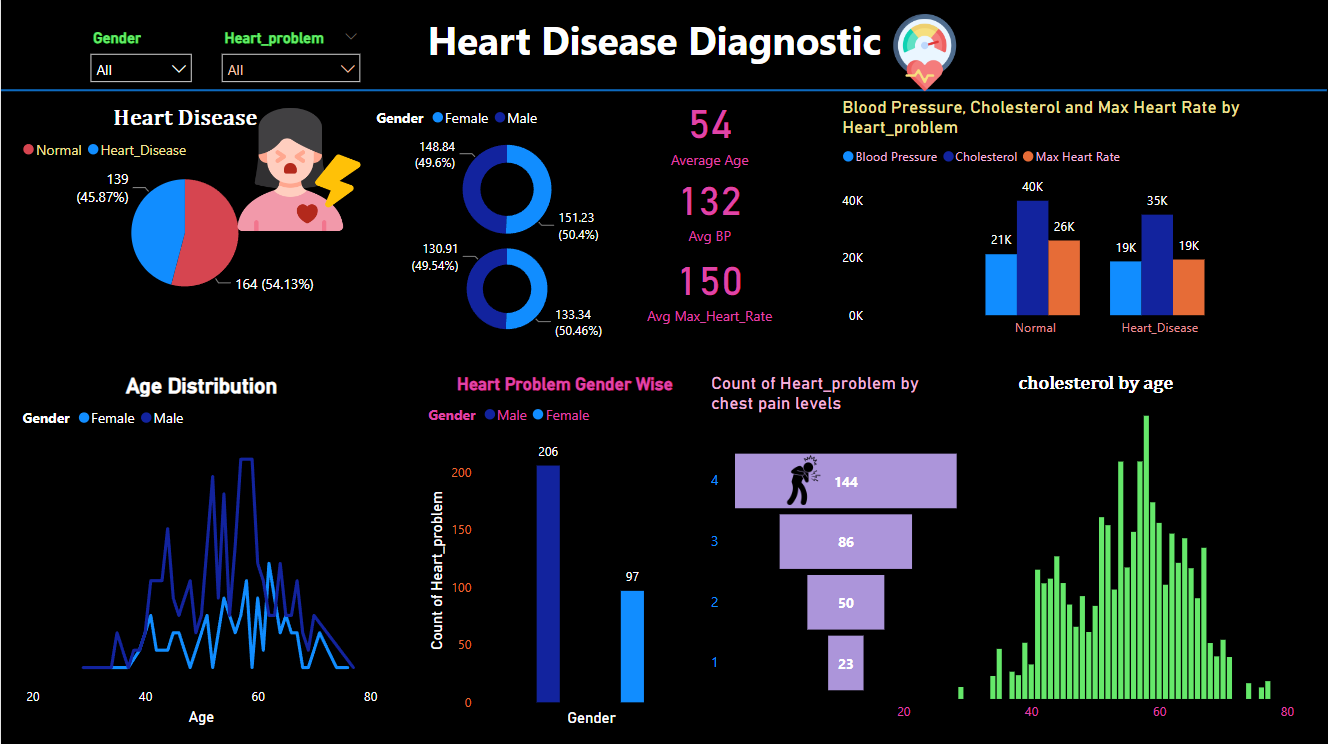 Gender
Heart_problem
All
All
Heart Disease Diagnostic
Heart Disease
Normal
Heart_Disease
139
(45.87%)
164 (54.13%)
Gender
Female
Male
148.84
(49.6%)
151.23
(50.4%)
130.91
(49.54%)
133.34
(50.46%)
54
Average Age
132
Avg BP
150
Avg Max_Heart_Rate
Blood Pressure, Cholesterol and Max Heart Rate by
Heart_problem
Blood Pressure
Cholesterol
Max Heart Rate
40K
20K
0K
21K
40K
26K
19K
35K
19K
Normal
Heart_Disease
Age Distribution
Gender
Female
Male
20
40
60
80
Age
Heart Problem Gender Wise
Gender
Male
Female
Count of Heart_problem
200
150
100
50
0
206
97
Gender
Count of Heart_problem by
chest pain levels
4
144
3
86
2
50
1
23
cholesterol by age
20
40
60
80